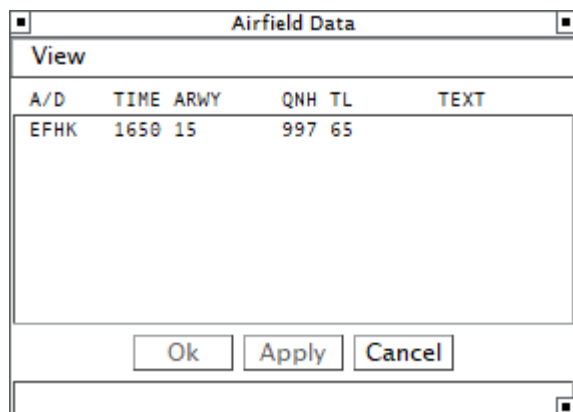 Airfield Data
View
A/D TIME ARWY QNH TL TEXT
EFHK 1650 15 997 65
Ok Apply Cancel